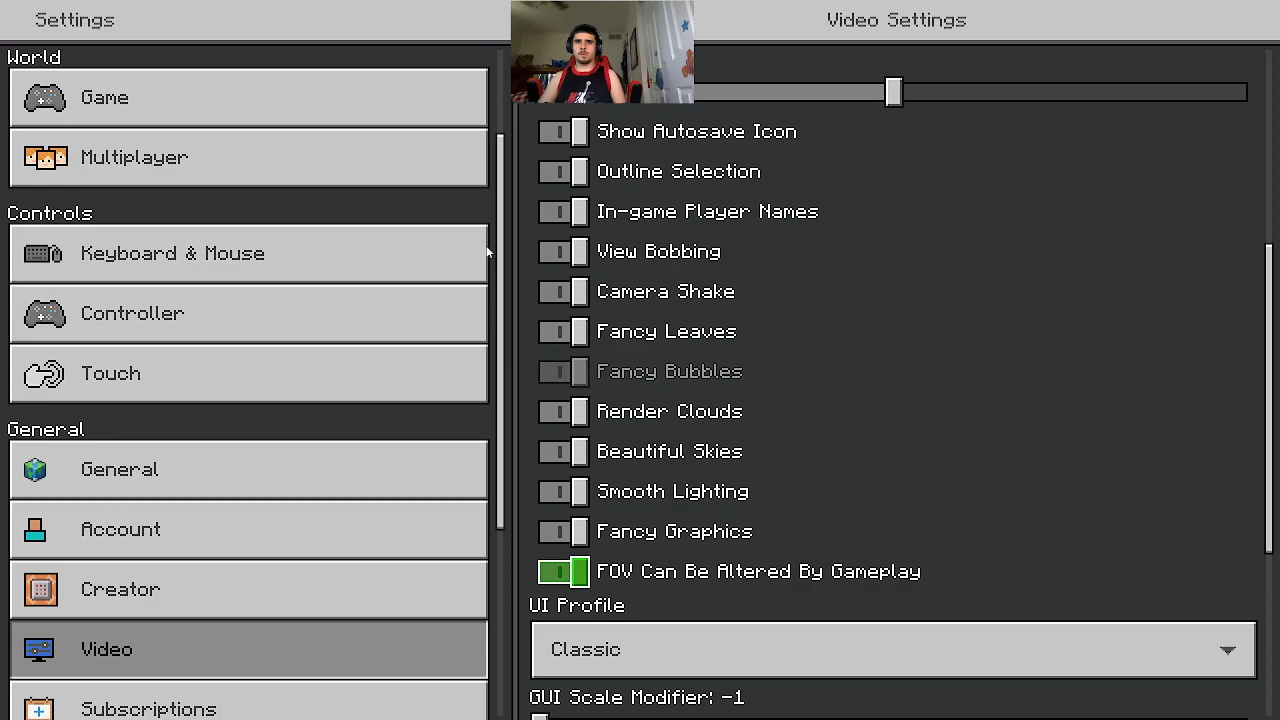 Settings
Video Settings
World
Game
Multiplayer
Controls
Keyboard & Mouse
Controller
Touch
General
General
Account
Creator
Video
Subscriptions
Show Autosave Icon
Outline Selection
In-game Player Names
View Bobbing
Camera Shake
Fancy Leaves
Fancy Bubbles
Render Clouds
Beautiful Skies
Smooth Lighting
Fancy Graphics
FOV Can Be Altered By Gameplay
UI Profile
Classic
GUI Scale Modifier: -1